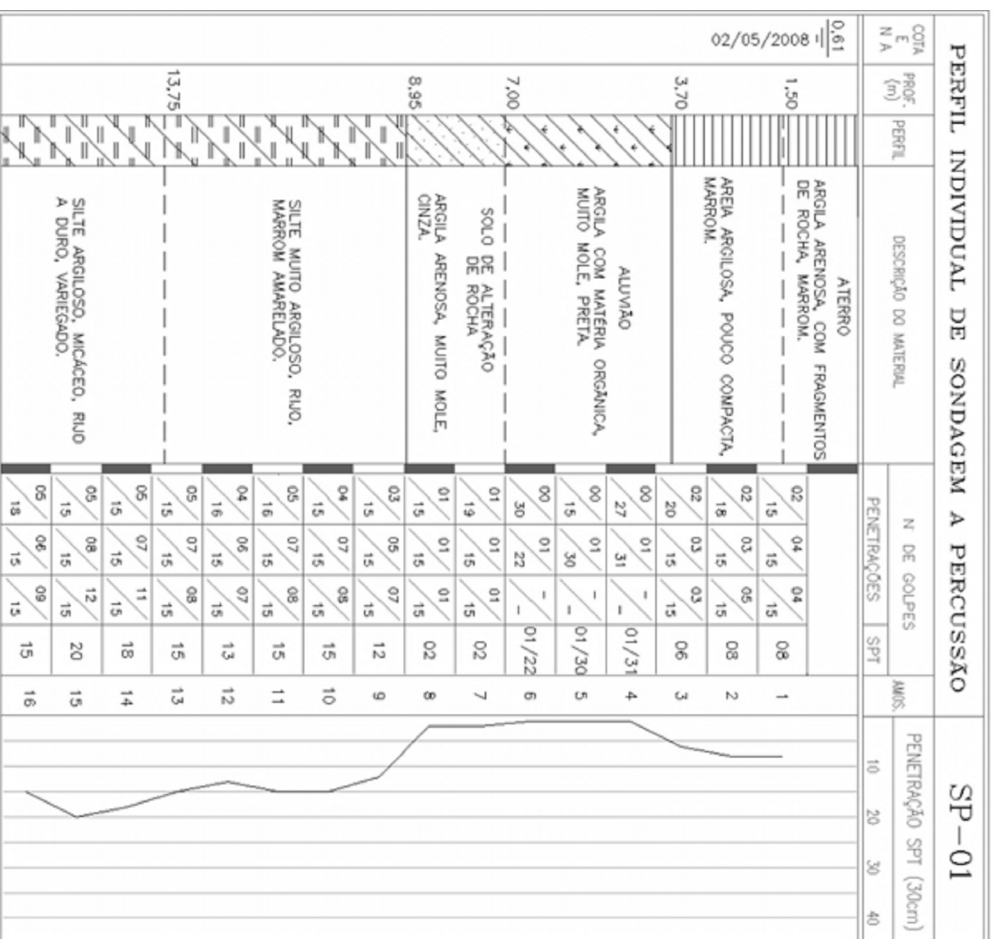 PERFIL INDIVIDUAL DE SONDAGEM A PERCUSSÃO
SP-01
COTA
E
N A
PROF.
(m)
PERFIL
DESCRIÇÃO DO MATERIAL
N° DE GOLPES
PENETRAÇÕES
SPT
AMOS.
PENETRAÇÃO SPT (30cm)
10 20 30 40
0,61
02/05/2008
1,50
3,70
7,00
8,95
13,75
ATERRO
ARGILA ARENOSA, COM FRAGMENTOS
DE ROCHA, MARROM.
AREIA ARGILOSA, POUCO COMPACTA,
MARROM.
ALUVIÃO
ARGILA COM MATÉRIA ORGÂNICA,
MUITO MOLE, PRETA.
SOLO DE ALTERAÇÃO
DE ROCHA
ARGILA ARENOSA, MUITO MOLE,
CINZA.
SILTE MUITO ARGILOSO, RIJO,
MARROM AMARELADO.
SILTE ARGILOSO, MICÁCEO, RIJO
A DURO, VARIEGADO.
02/15 04/15 04/15 08 1
02/18 03/15 05/15 08 2
02/20 03/15 03/15 06 3
00/27 01/31 -/- 01/31 4
00/15 01/30 -/- 01/30 5
00/30 01/22 -/- 01/22 6
01/19 01/15 01/15 02 7
01/15 01/15 01/15 02 8
03/15 05/15 07/15 12 9
04/15 07/15 08/15 15 10
05/16 07/15 08/15 15 11
04/16 06/15 07/15 13 12
05/15 07/15 08/15 15 13
06/15 07/15 11/15 18 14
05/15 08/15 12/15 20 15
05/18 06/15 09/15 15 16